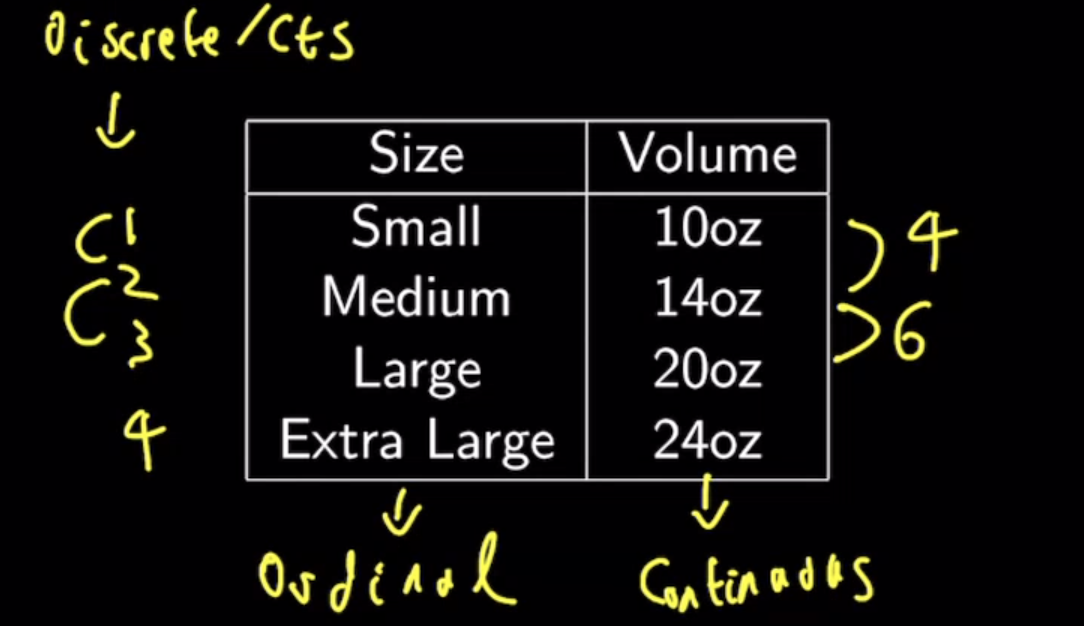 Discrete/Cts
↓
Size Volume
1 Small 10oz
4
2 Medium 14oz
6
3 Large 20oz
4 Extra Large 24oz
↓ ↓
Ordinal Continuous